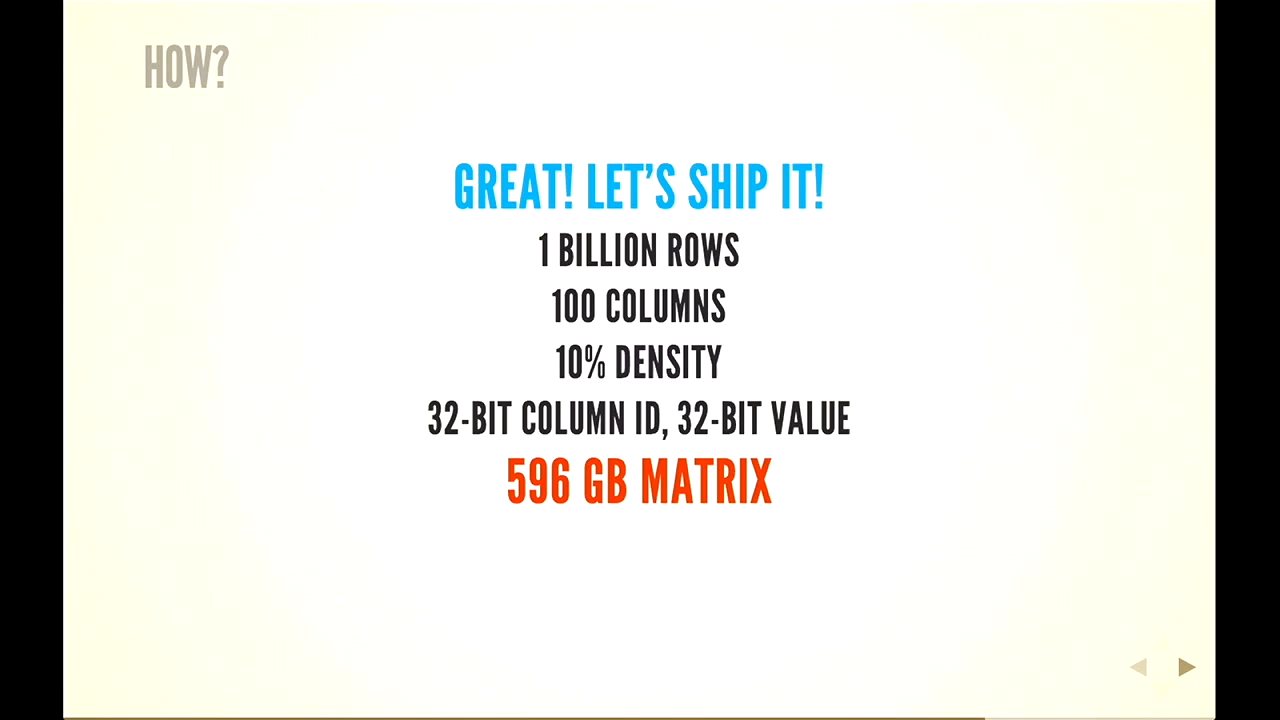 HOW?
GREAT! LET'S SHIP IT!
1 BILLION ROWS
100 COLUMNS
10% DENSITY
32-BIT COLUMN ID, 32-BIT VALUE
596 GB MATRIX